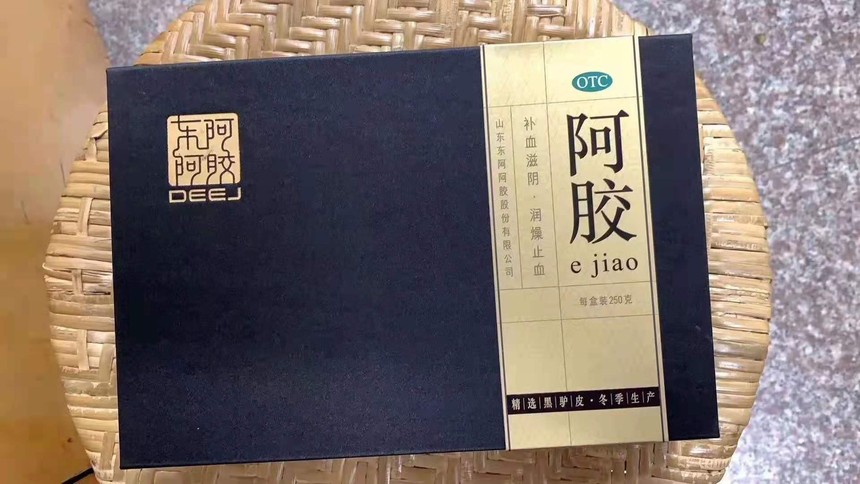 东阿
阿胶
DEEJ
OTC
阿胶
e jiao
每盒装250克
补血滋阴·润燥止血
山东东阿阿胶股份有限公司
精选黑驴皮·冬季生产